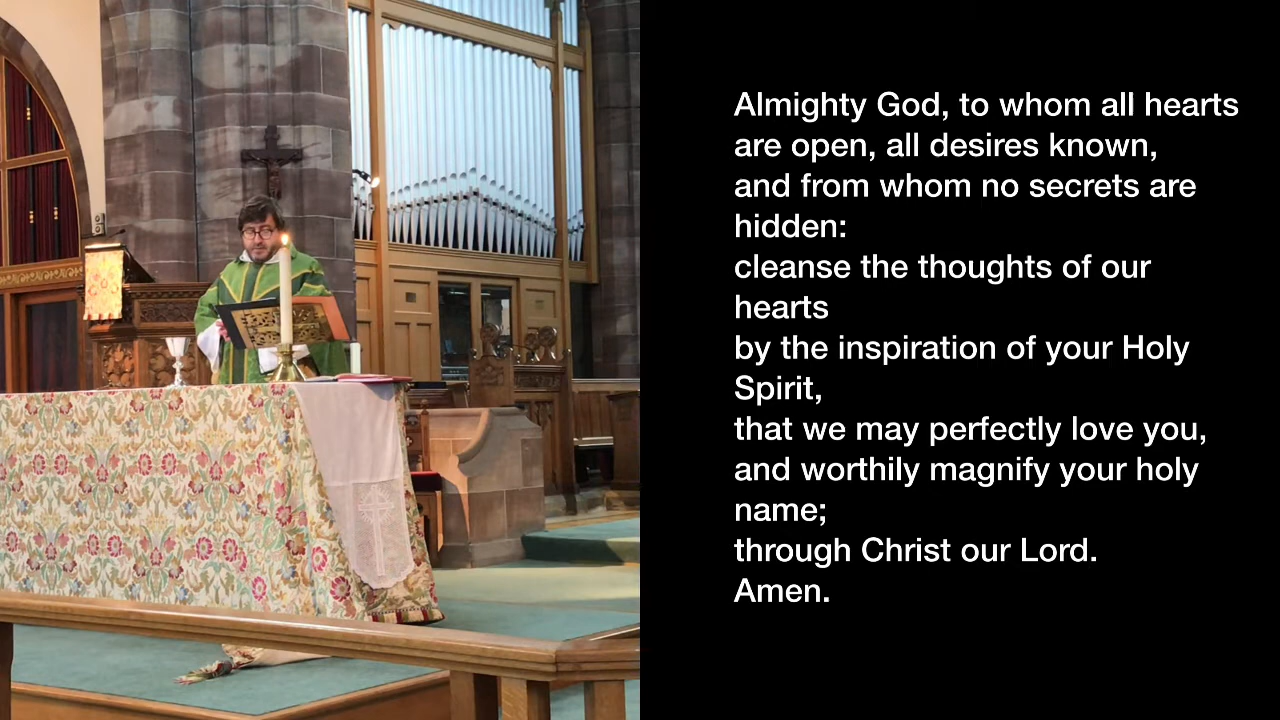 Almighty God, to whom all hearts
are open, all desires known,
and from whom no secrets are
hidden:
cleanse the thoughts of our
hearts
by the inspiration of your Holy
Spirit,
that we may perfectly love you,
and worthily magnify your holy
name;
through Christ our Lord.
Amen.